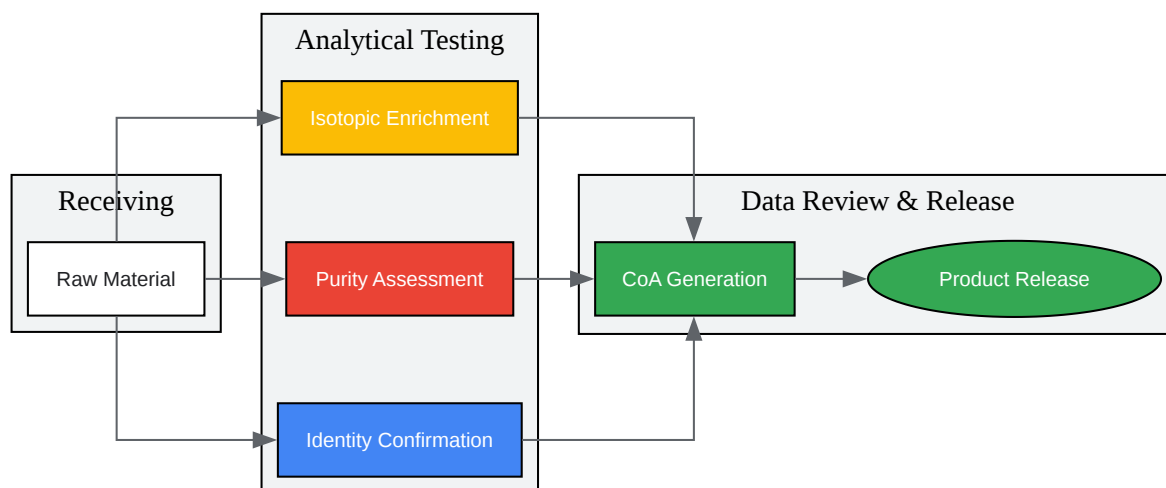 Analytical Testing
Isotopic Enrichment
Receiving
Raw Material
Purity Assessment
Identity Confirmation
Data Review & Release
CoA Generation
Product Release